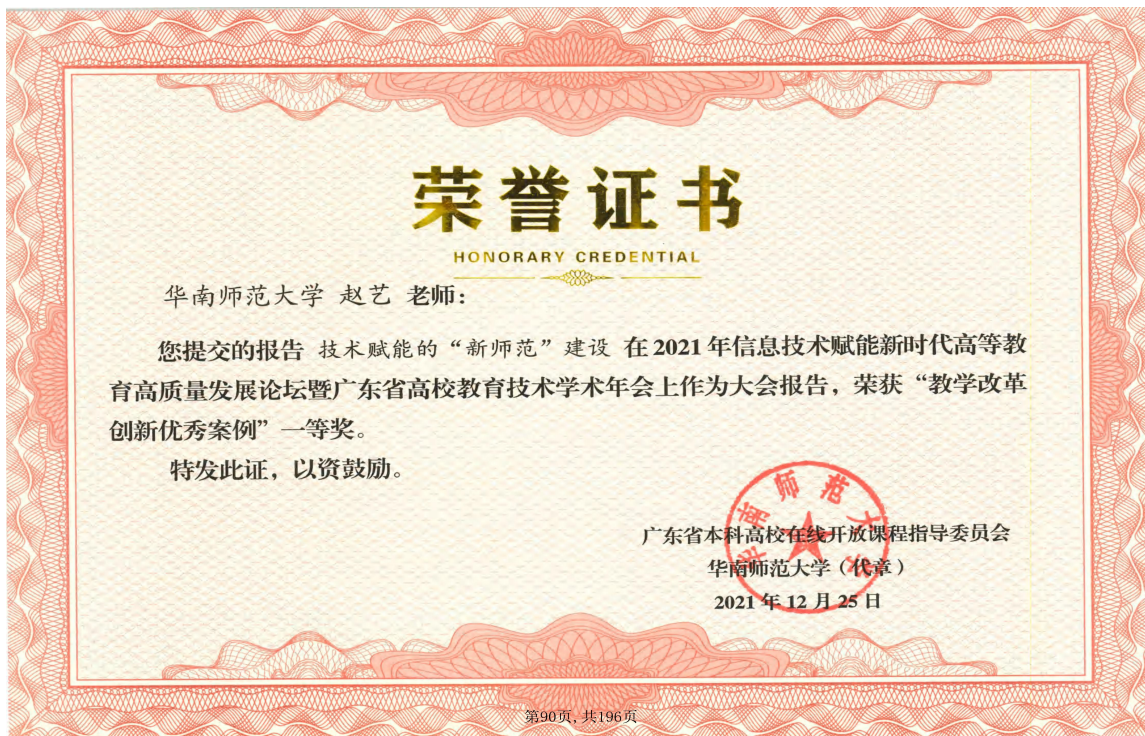 荣誉证书
HONORARY CREDENTIAL
华南师范大学 赵艺 老师：
您提交的报告 技术赋能的“新师范”建设 在2021年信息技术赋能新时代高等教
育高质量发展论坛暨广东省高校教育技术学术年会上作为大会报告，荣获“教学改革
创新优秀案例”一等奖。
特发此证，以资鼓励。
华南师范大学
广东省本科高校在线开放课程指导委员会
华南师范大学（代章）
2021年12月25日
第90页, 共196页